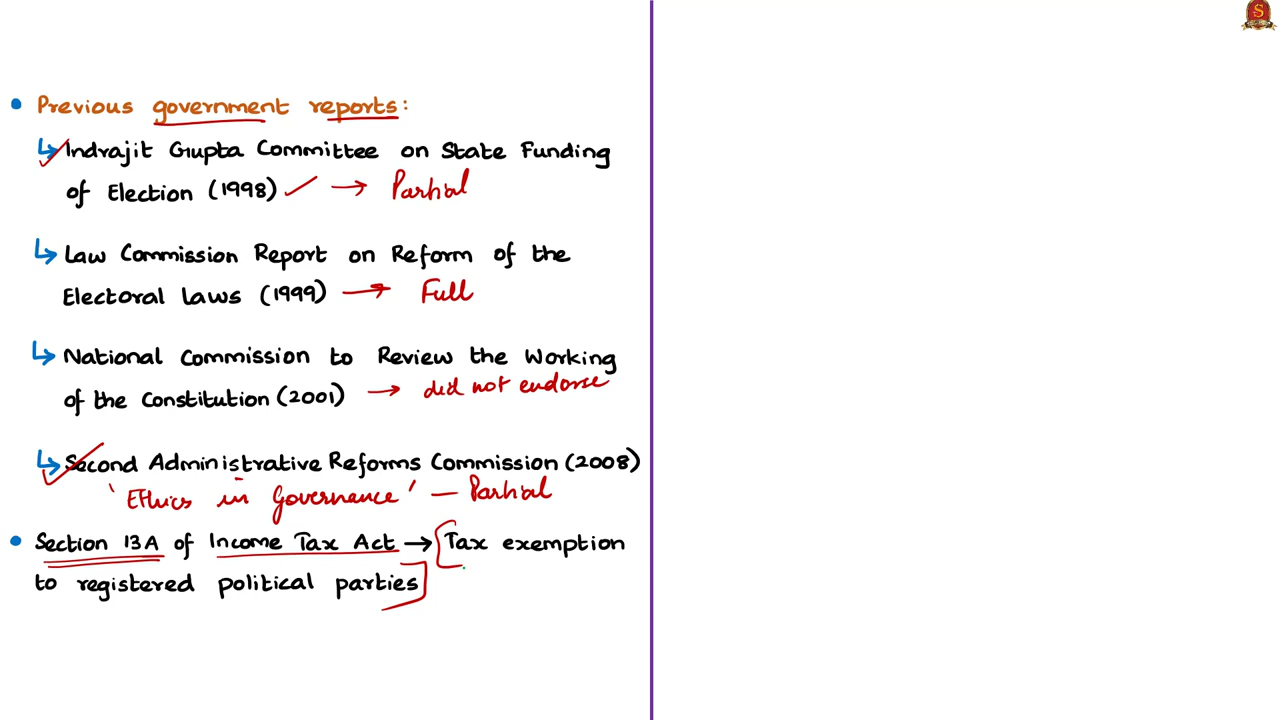 Previous government reports:
Indrajit Gupta Committee on State Funding
of Election (1998) → Partial
Law Commission Report on Reform of the
Electoral Laws (1999) → Full
National Commission to Review the Working
of the Constitution (2001) → did not endorse
Second Administrative Reforms Commission (2008)
'Ethics in Governance' – Partial
Section 13A of Income Tax Act → [Tax exemption
to registered political parties]